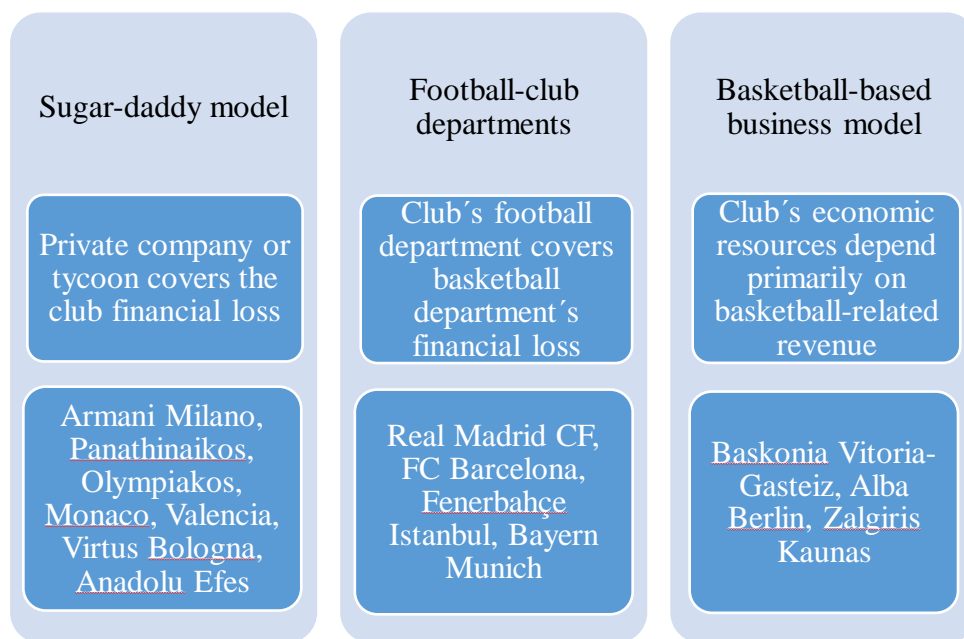 Sugar-daddy model
Private company or
tycoon covers the
club financial loss
Armani Milano,
Panathinaikos,
Olympiakos,
Monaco, Valencia,
Virtus Bologna,
Anadolu Efes
Football-club
departments
Club´s football
department covers
basketball
department´s
financial loss
Real Madrid CF,
FC Barcelona,
Fenerbahçe
Istanbul, Bayern
Munich
Basketball-based
business model
Club´s economic
resources depend
primarily on
basketball-related
revenue
Baskonia Vitoria-
Gasteiz, Alba
Berlin, Zalgiris
Kaunas